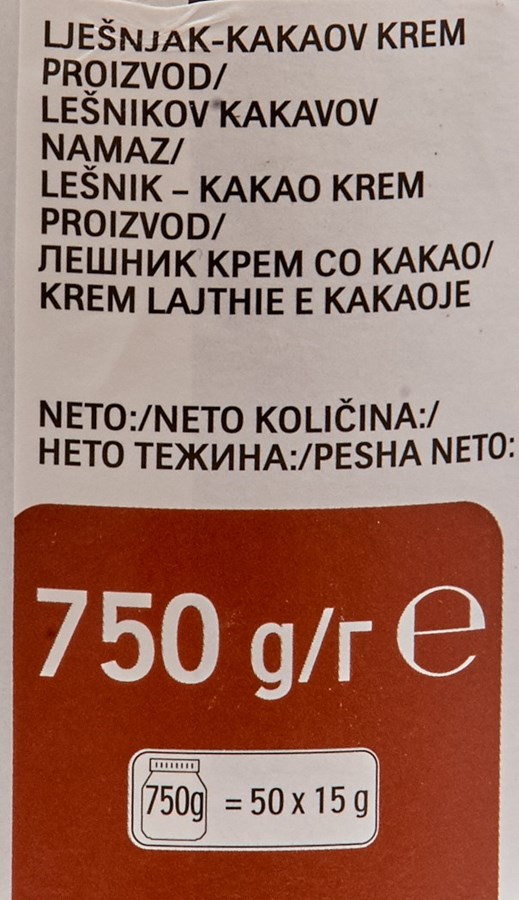 LJEŠNJAK-KAKAOV KREM
PROIZVOD/
LEŠNIKOV KAKAVOV
NAMAZ/
LEŠNIK – KAKAO KREM
PROIZVOD/
ЛЕШНИК КРЕМ СО КАКАО/
KREM LAJTHIE E KAKAOJE
NETO:/NETO KOLIČINA:/
НЕТО ТЕЖИНА:/PESHA NETO:
750 g/г ℮
750g = 50 x 15 g